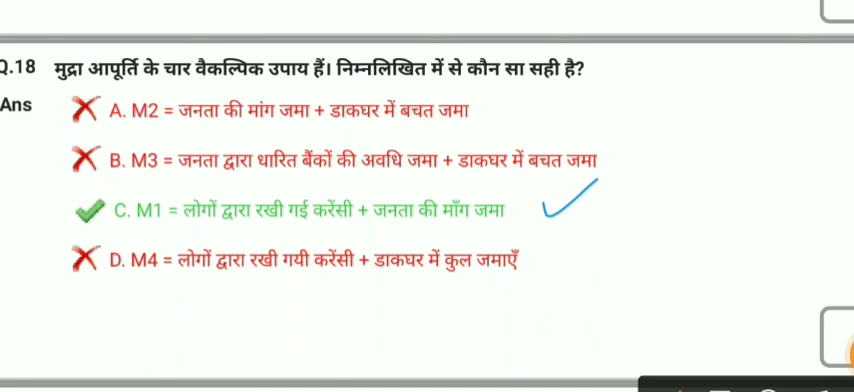 Q.18 मुद्रा आपूर्ति के चार वैकल्पिक उपाय हैं। निम्नलिखित में से कौन सा सही है?
Ans A. M2 = जनता की मांग जमा + डाकघर में बचत जमा
B. M3 = जनता द्वारा धारित बैंकों की अवधि जमा + डाकघर में बचत जमा
C. M1 = लोगों द्वारा रखी गई करेंसी + जनता की माँग जमा
D. M4 = लोगों द्वारा रखी गयी करेंसी + डाकघर में कुल जमाएँ